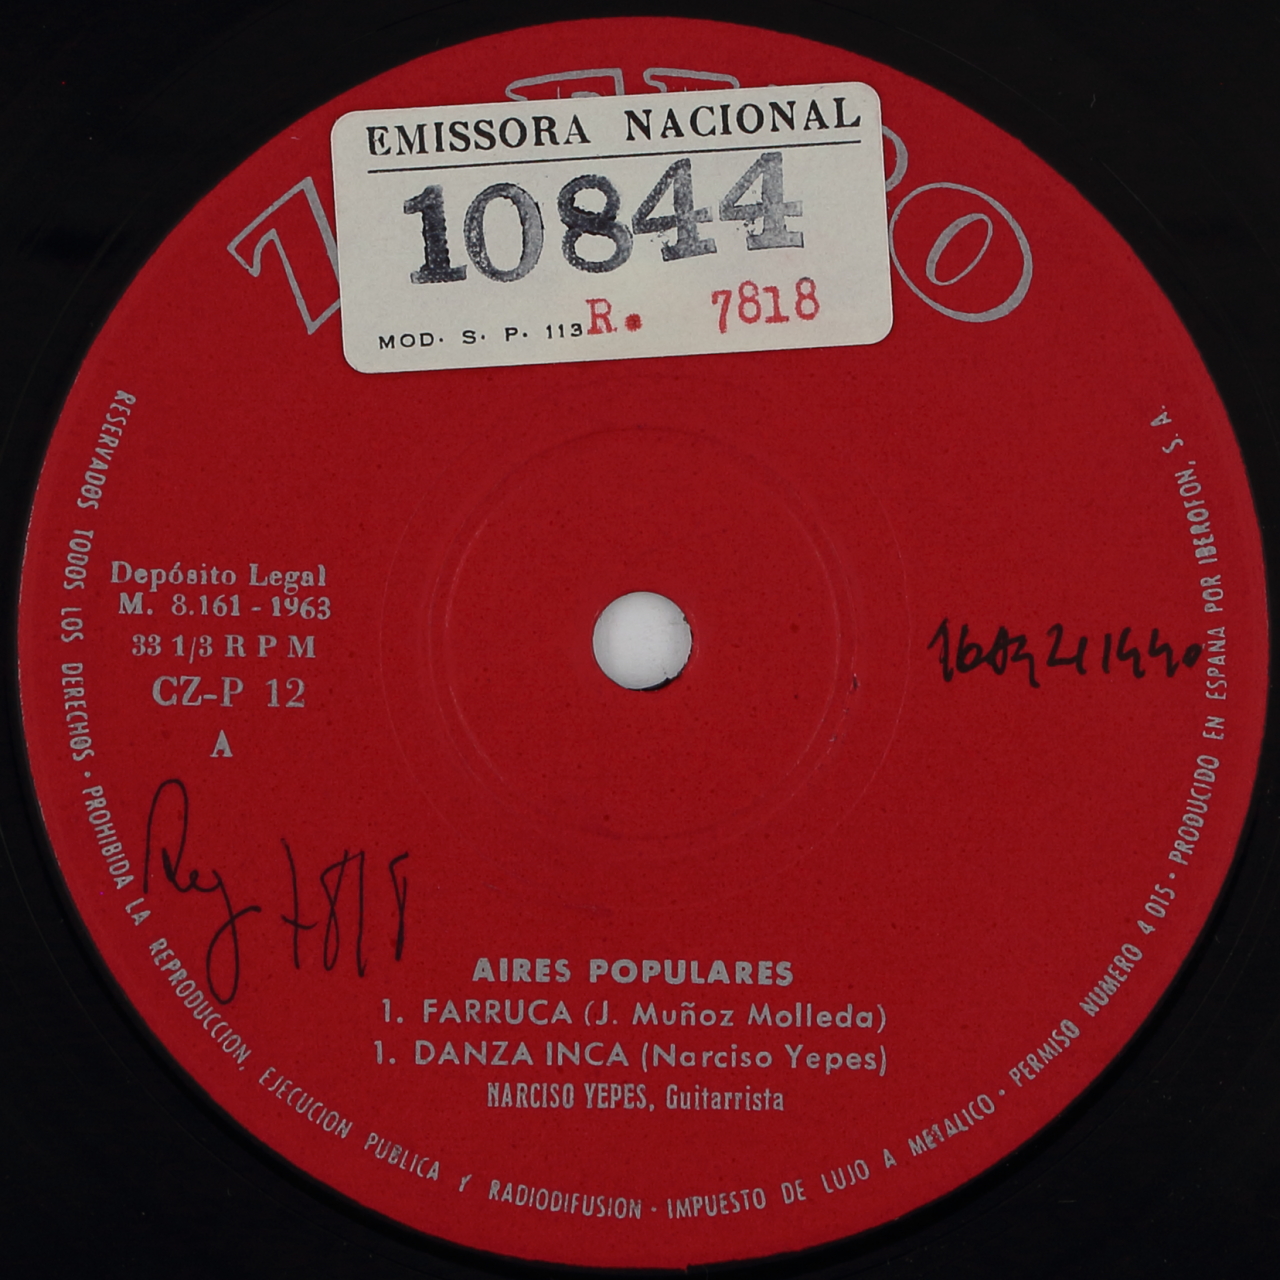 EMISSORA NACIONAL
10844
MOD. S. P. 113 R. 7818
Depósito Legal
M. 8.161 - 1963
33 1/3 R P M
CZ-P 12
A
Reg. 7818
AIRES POPULARES
1. FARRUCA (J. Muñoz Molleda)
1. DANZA INCA (Narciso Yepes)
NARCISO YEPES, Guitarrista
RESERVADOS TODOS LOS DERECHOS · PROHIBIDA LA REPRODUCCION, EJECUCION PUBLICA Y RADIODIFUSION · IMPUESTO DE LUJO A METALICO · PERMISO NUMERO 4 015 · PRODUCIDO EN ESPAÑA POR IBEROFON, S. A.